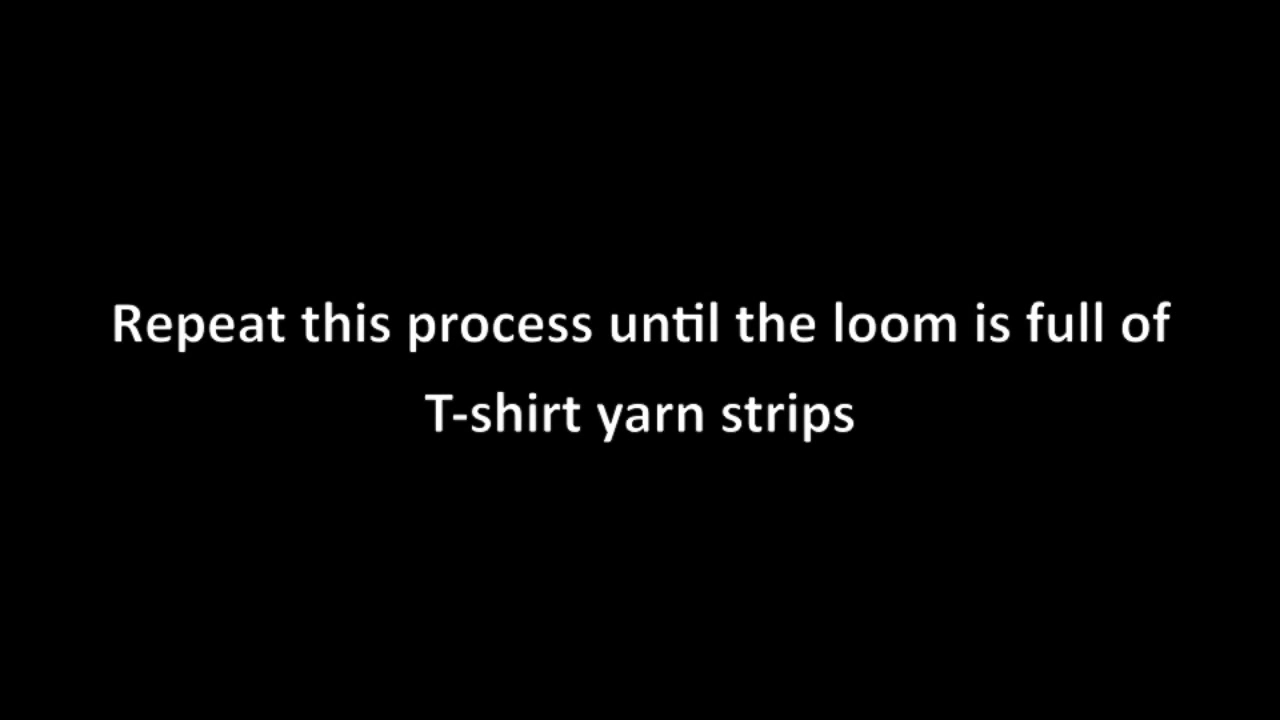 Repeat this process until the loom is full of
T-shirt yarn strips